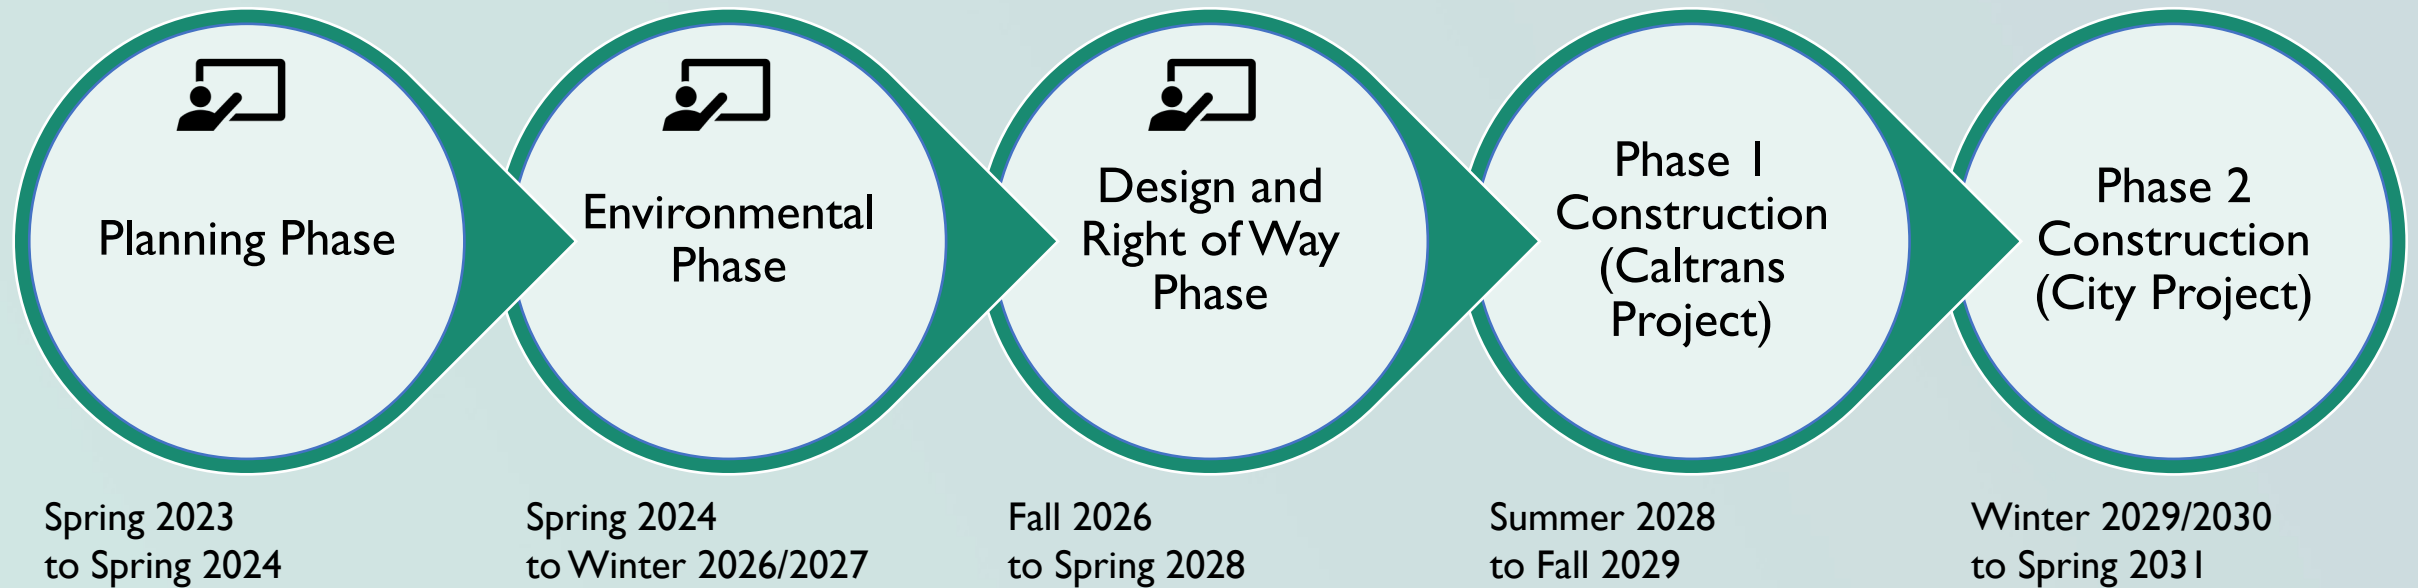 Planning Phase
Environmental
Phase
Design and
Right of Way
Phase
Phase 1
Construction
(Caltrans
Project)
Phase 2
Construction
(City Project)
Spring 2023
to Spring 2024
Spring 2024
to Winter 2026/2027
Fall 2026
to Spring 2028
Summer 2028
to Fall 2029
Winter 2029/2030
to Spring 2031